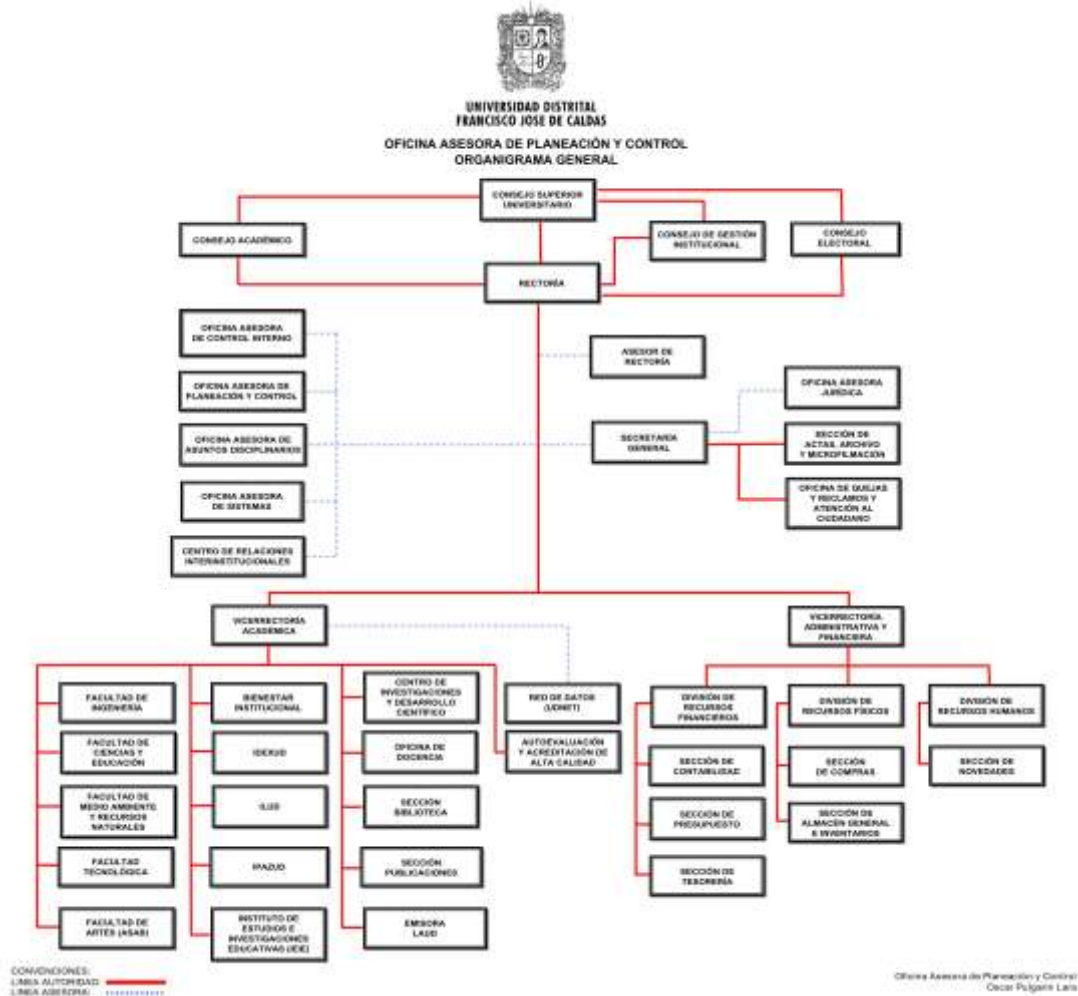 UNIVERSIDAD DISTRITAL
FRANCISCO JOSE DE CALDAS
OFICINA ASESORA DE PLANEACIÓN Y CONTROL
ORGANIGRAMA GENERAL
CONSEJO SUPERIOR
UNIVERSITARIO
CONSEJO ACADÉMICO
CONSEJO DE GESTIÓN
INSTITUCIONAL
CONSEJO
ELECTORAL
RECTORÍA
OFICINA ASESORA
DE CONTROL INTERNO
ASESOR DE
RECTORÍA
OFICINA ASESORA DE
PLANEACIÓN Y CONTROL
OFICINA ASESORA
JURÍDICA
OFICINA ASESORA DE
ASUNTOS DISCIPLINARIOS
SECRETARÍA
GENERAL
SECCIÓN DE
ACTAS, ARCHIVO
Y MICROFILMACIÓN
OFICINA ASESORA
DE SISTEMAS
OFICINA DE QUEJAS
Y RECLAMOS Y
ATENCIÓN AL
CIUDADANO
CENTRO DE RELACIONES
INTERINSTITUCIONALES
VICERRECTORÍA
ACADÉMICA
VICERRECTORÍA
ADMINISTRATIVA Y
FINANCIERA
FACULTAD DE
INGENIERÍA
BIENESTAR
INSTITUCIONAL
CENTRO DE
INVESTIGACIONES
Y DESARROLLO
CIENTÍFICO
RED DE DATOS
(UDNET)
DIVISIÓN DE
RECURSOS
FINANCIEROS
DIVISIÓN DE
RECURSOS FÍSICOS
DIVISIÓN DE
RECURSOS HUMANOS
FACULTAD DE
CIENCIAS Y
EDUCACIÓN
IDEXUD
OFICINA DE
DOCENCIA
AUTOEVALUACIÓN
Y ACREDITACIÓN DE
ALTA CALIDAD
SECCIÓN DE
CONTABILIDAD
SECCIÓN
DE COMPRAS
SECCIÓN DE
NOVEDADES
FACULTAD DE
MEDIO AMBIENTE
Y RECURSOS
NATURALES
ILUD
SECCIÓN
BIBLIOTECA
SECCIÓN DE
PRESUPUESTO
SECCIÓN DE
ALMACÉN GENERAL
E INVENTARIOS
FACULTAD
TECNOLÓGICA
IPAZUD
SECCIÓN
PUBLICACIONES
SECCIÓN DE
TESORERÍA
FACULTAD DE
ARTES (ASAB)
INSTITUTO DE
ESTUDIOS E
INVESTIGACIONES
EDUCATIVAS (IEIE)
EMISORA
LAUD
CONVENCIONES:
LINEA AUTORIDAD:
LINEA ASESORIA:
Oficina Asesora de Planeación y Control
Oscar Pulgarin Lara